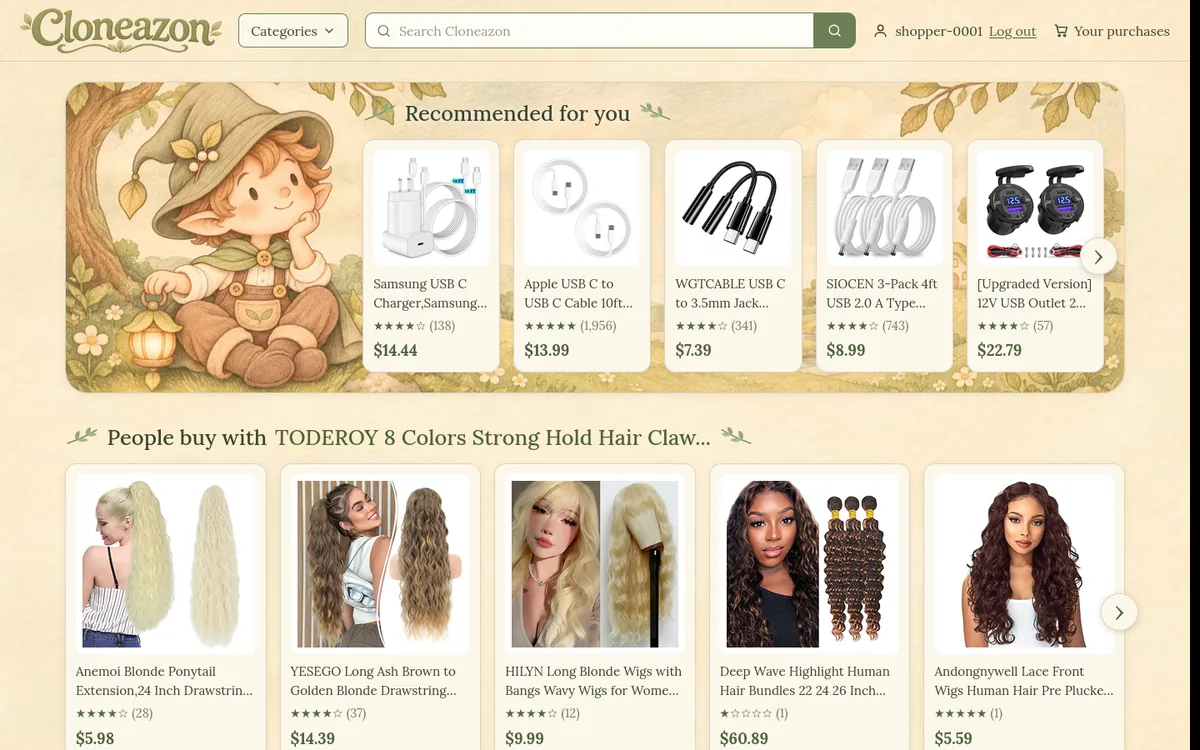 Cloneazon
Categories
Search Cloneazon
shopper-0001 Log out
Your purchases
Recommended for you
Samsung USB C
Charger,Samsung...
★★★★☆ (138)
$14.44
Apple USB C to
USB C Cable 10ft...
★★★★★ (1,956)
$13.99
WGTCABLE USB C
to 3.5mm Jack...
★★★★☆ (341)
$7.39
SIOCEN 3-Pack 4ft
USB 2.0 A Type...
★★★★☆ (743)
$8.99
12.5
12.5
[Upgraded Version]
12V USB Outlet 2...
★★★★☆ (57)
$22.79
People buy with TODEROY 8 Colors Strong Hold Hair Claw...
Anemoi Blonde Ponytail
Extension,24 Inch Drawstrin...
★★★★☆ (28)
$5.98
YESEGO Long Ash Brown to
Golden Blonde Drawstring...
★★★★☆ (37)
$14.39
HILYN Long Blonde Wigs with
Bangs Wavy Wigs for Wome...
★★★★☆ (12)
$9.99
Deep Wave Highlight Human
Hair Bundles 22 24 26 Inch...
★☆☆☆☆ (1)
$60.89
Andongnywell Lace Front
Wigs Human Hair Pre Plucke...
★★★★★ (1)
$5.59